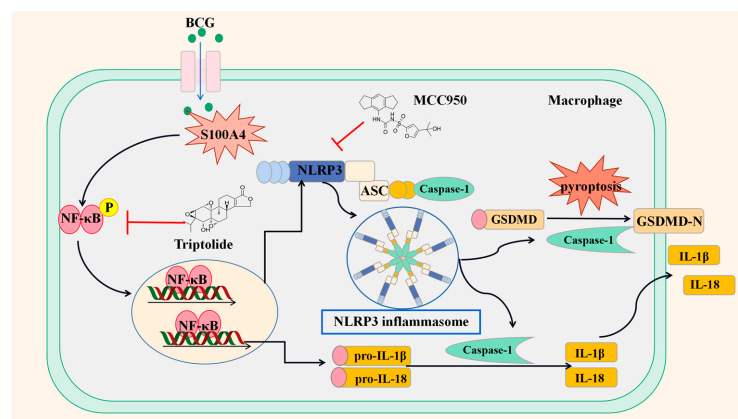 BCG
MCC950
Macrophage
S100A4
NLRP3
ASC
Caspase-1
pyroptosis
P
NF-κB
GSDMD
GSDMD-N
Caspase-1
Triptolide
IL-1β
IL-18
NF-κB
NF-κB
NLRP3 inflammasome
Caspase-1
pro-IL-1β
pro-IL-18
IL-1β
IL-18